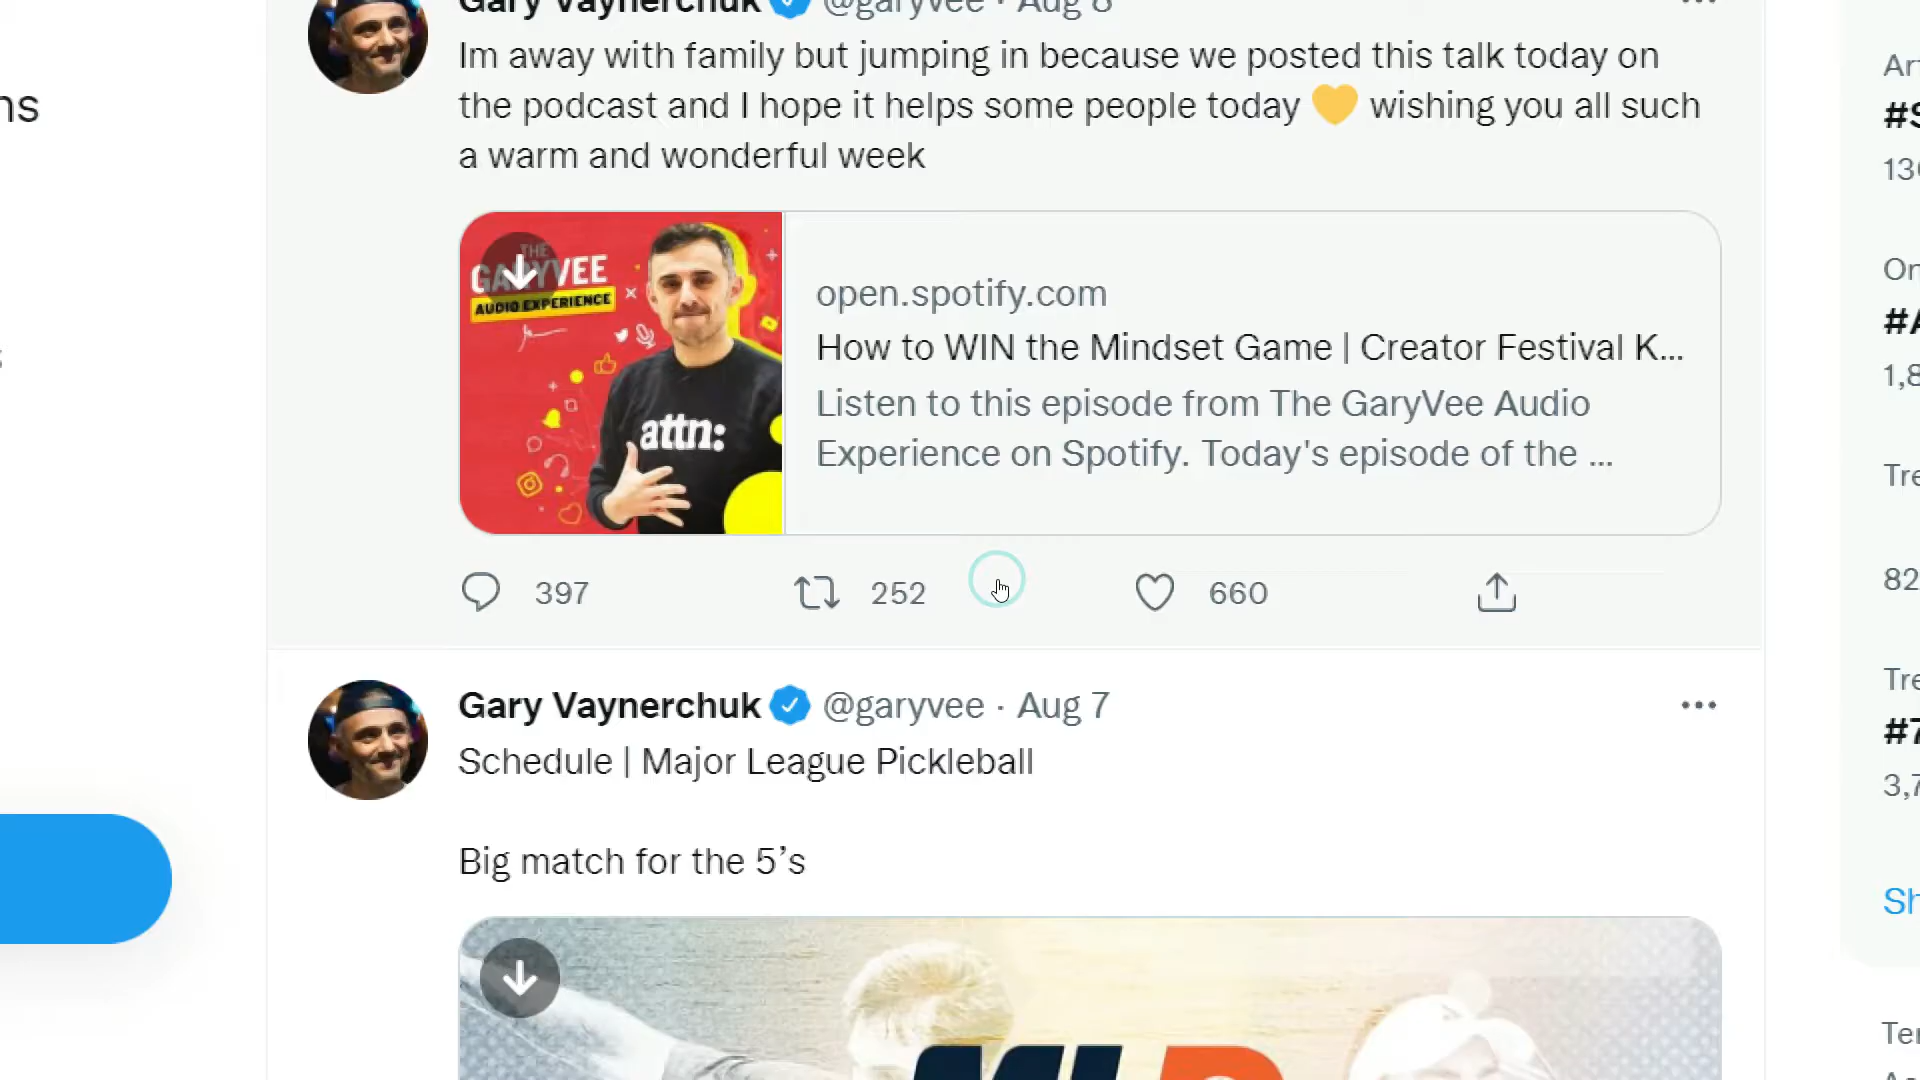 Gary Vaynerchuk @garyvee · Aug 8
Im away with family but jumping in because we posted this talk today on
the podcast and I hope it helps some people today 💛 wishing you all such
a warm and wonderful week
THE
GARYVEE
AUDIO EXPERIENCE
attn:
open.spotify.com
How to WIN the Mindset Game | Creator Festival K...
Listen to this episode from The GaryVee Audio
Experience on Spotify. Today's episode of the ...
397
252
660
Gary Vaynerchuk @garyvee · Aug 7
Schedule | Major League Pickleball
Big match for the 5’s
ns
#7
82